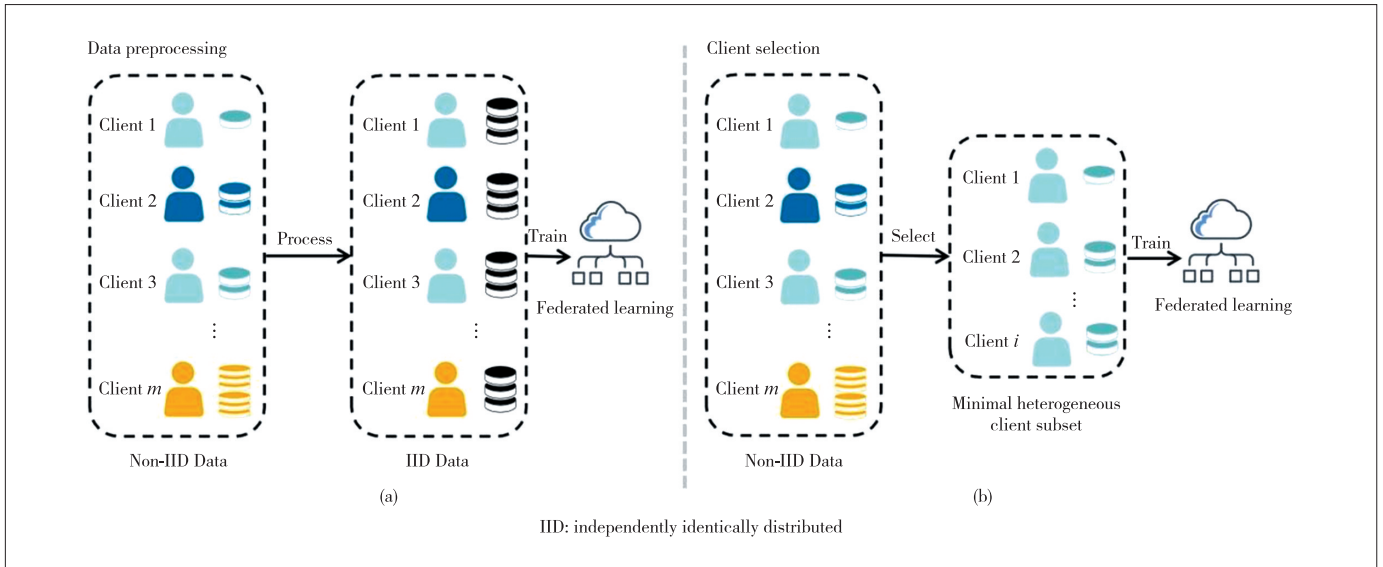 Data preprocessing
Client 1
Client 2
Client 3
⋮
Client m
Non-IID Data
Process
Client 1
Client 2
Client 3
⋮
Client m
IID Data
Train
Federated learning
(a)
Client selection
Client 1
Client 2
Client 3
⋮
Client m
Non-IID Data
Select
Client 1
Client 2
⋮
Client i
Minimal heterogeneous
client subset
Train
Federated learning
(b)
IID: independently identically distributed